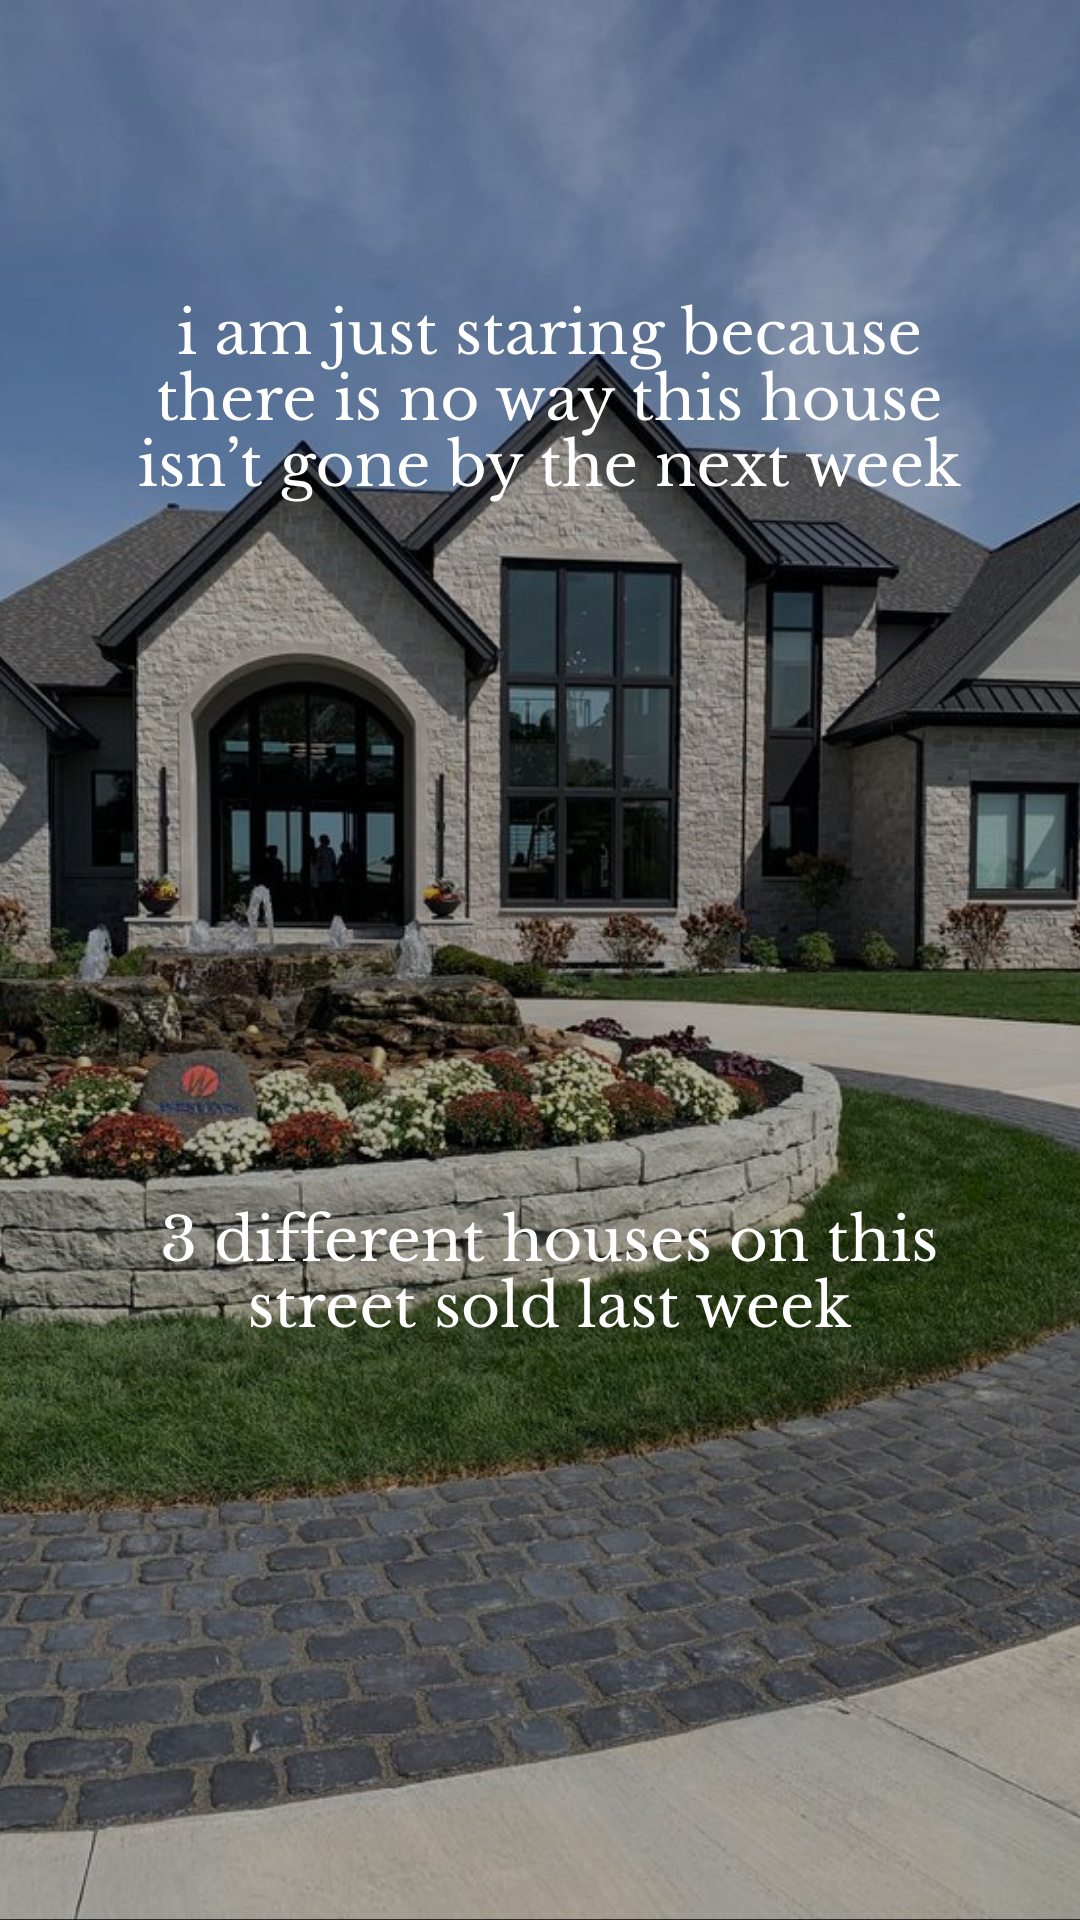 i am just staring because
there is no way this house
isn't gone by the next week
3 different houses on this
street sold last week